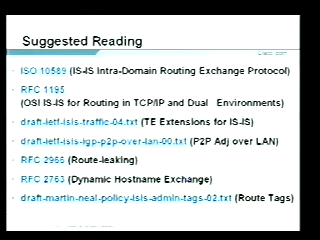 Suggested Reading
ISO 10589 (IS-IS Intra-Domain Routing Exchange Protocol)
RFC 1195
(OSI IS-IS for Routing in TCP/IP and Dual Environments)
draft-ietf-isis-traffic-04.txt (TE Extensions for IS-IS)
draft-ietf-isis-igp-p2p-over-lan-00.txt (P2P Adj over LAN)
RFC 2966 (Route-leaking)
RFC 2763 (Dynamic Hostname Exchange)
draft-martin-neal-policy-isis-admin-tags-02.txt (Route Tags)